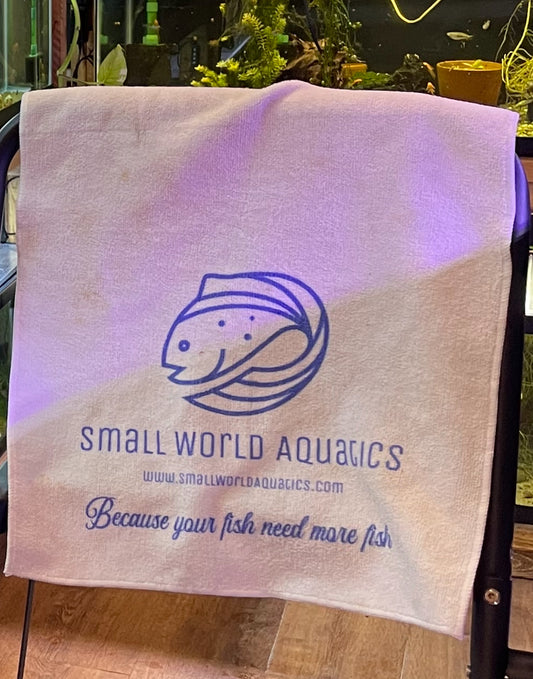 Small World Aquatics
www.smallworldaquatics.com
Because your fish need more fish